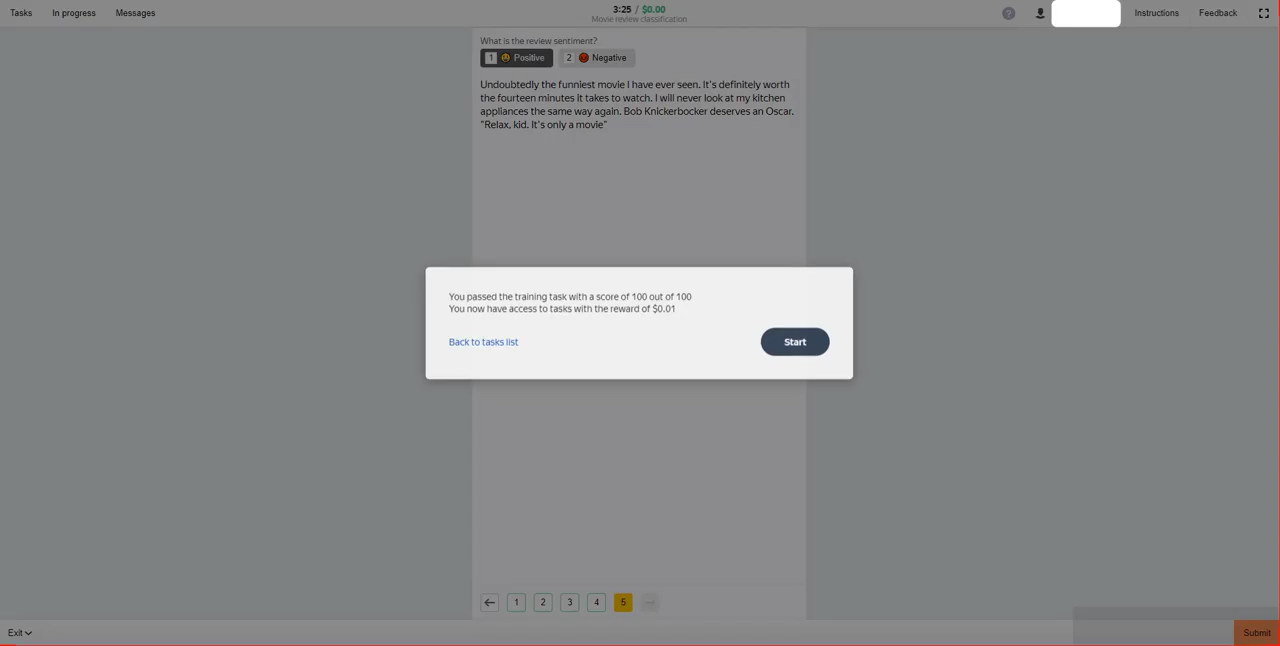 Tasks In progress Messages 3:25 / $0.00 Instructions Feedback
Movie review classification
What is the review sentiment?
1 Positive 2 Negative
Undoubtedly the funniest movie I have ever seen. It's definitely worth
the fourteen minutes it takes to watch. I will never look at my kitchen
appliances the same way again. Bob Knickerbocker deserves an Oscar.
"Relax, kid. It's only a movie"
You passed the training task with a score of 100 out of 100
You now have access to tasks with the reward of $0.01
Back to tasks list Start
1 2 3 4 5
Exit Submit